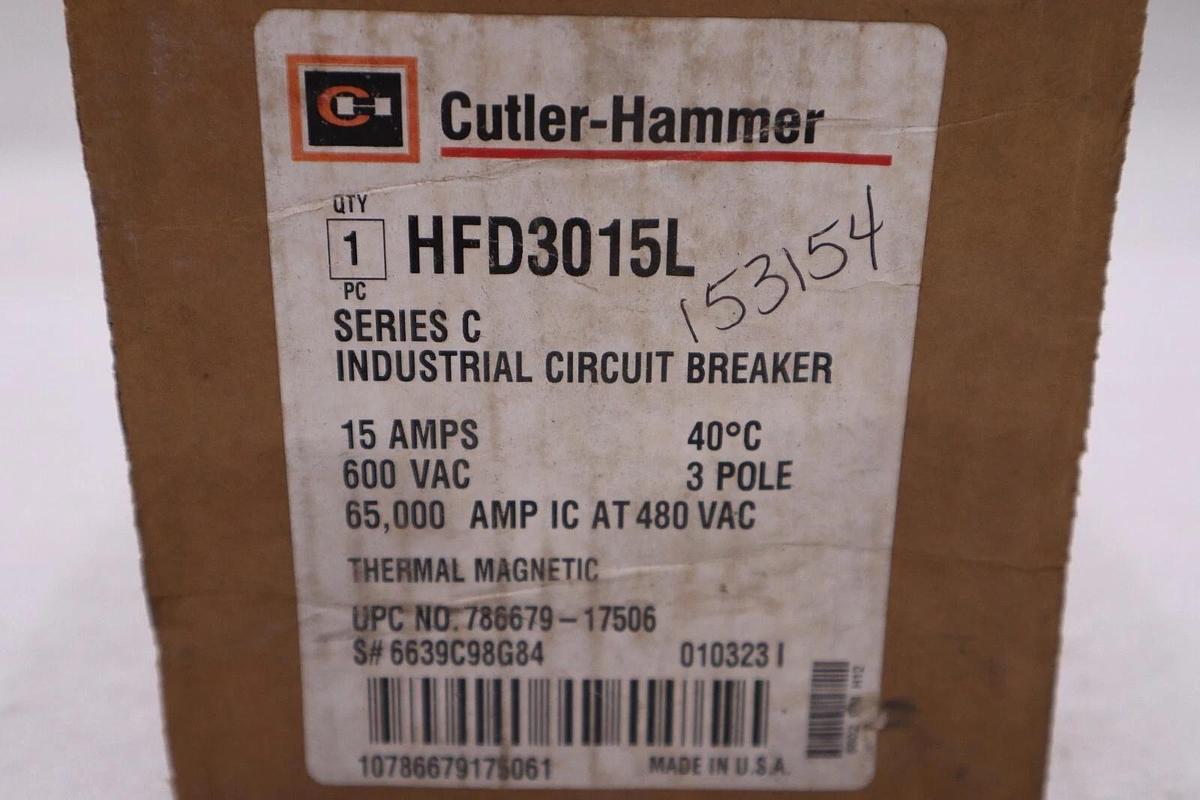 Cutler-Hammer
QTY
1 HFD3015L
PC
153154
SERIES C
INDUSTRIAL CIRCUIT BREAKER
15 AMPS 40°C
600 VAC 3 POLE
65,000 AMP IC AT 480 VAC
THERMAL MAGNETIC
UPC NO. 786679-17506
S# 6639C98G84 010323 I
10786679175061 MADE IN U.S.A.